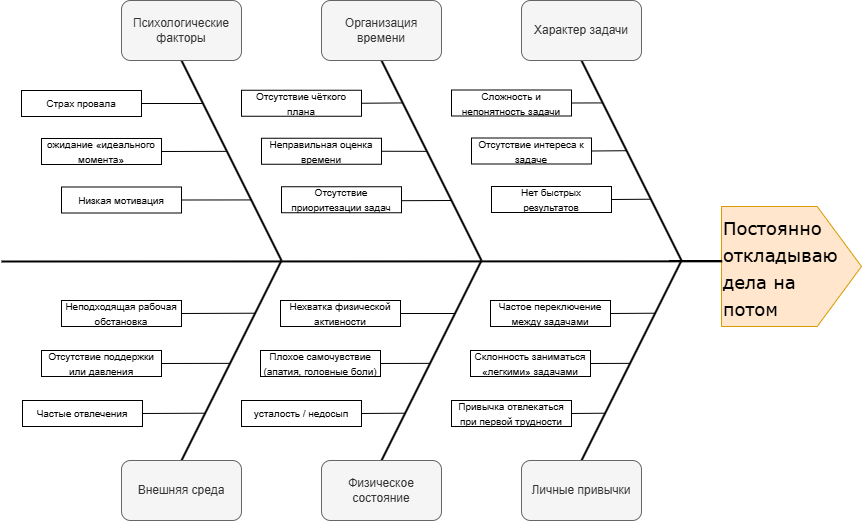 Психологические
факторы
Организация
времени
Характер задачи
Страх провала
Отсутствие чёткого
плана
Сложность и
непонятность задачи
ожидание «идеального
момента»
Неправильная оценка
времени
Отсутствие интереса к
задаче
Низкая мотивация
Отсутствие
приоритезации задач
Нет быстрых
результатов
Постоянно
откладываю
дела на
потом
Неподходящая рабочая
обстановка
Нехватка физической
активности
Частое переключение
между задачами
Отсутствие поддержки
или давления
Плохое самочувствие
(апатия, головные боли)
Склонность заниматься
«легкими» задачами
Частые отвлечения
усталость / недосып
Привычка отвлекаться
при первой трудности
Внешняя среда
Физическое
состояние
Личные привычки